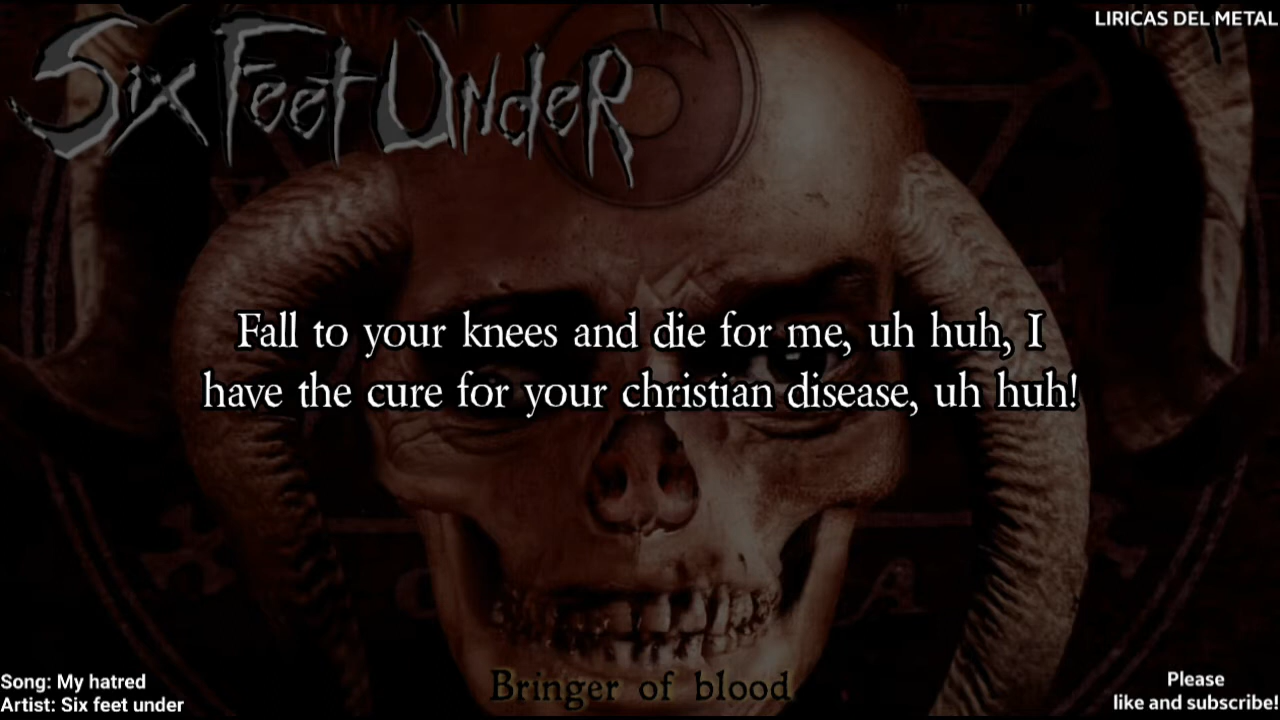 LIRICAS DEL METAL
Six Feet Under
Fall to your knees and die for me, uh huh, I
have the cure for your christian disease, uh huh!
Bringer of blood
Song: My hatred
Artist: Six feet under
Please
like and subscribe!